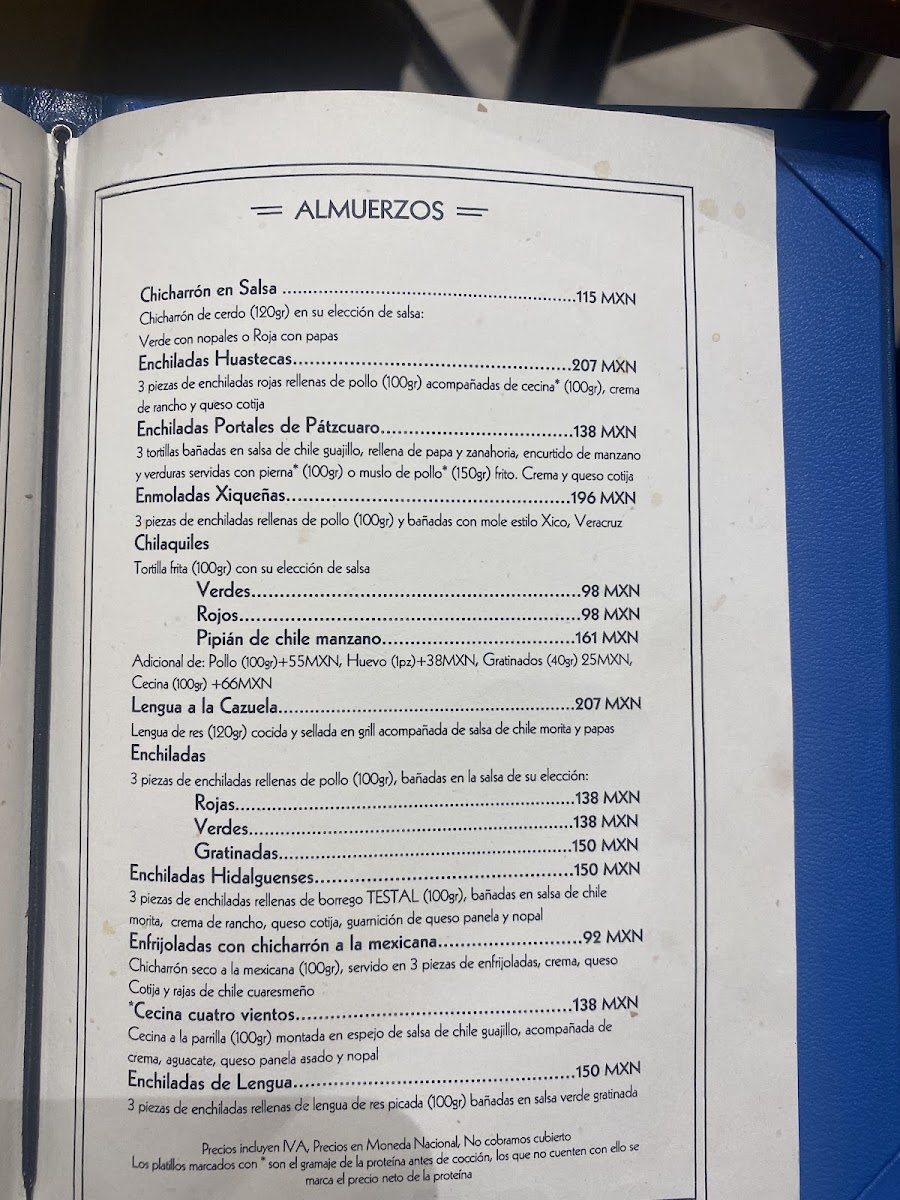 ALMUERZOS
Chicharrón en Salsa ..........115 MXN
Chicharrón de cerdo (120gr) en su elección de salsa:
Verde con nopales o Roja con papas
Enchiladas Huastecas..........207 MXN
3 piezas de enchiladas rojas rellenas de pollo (100gr) acompañadas de cecina* (100gr), crema
de rancho y queso cotija
Enchiladas Portales de Pátzcuaro..........138 MXN
3 tortillas bañadas en salsa de chile guajillo, rellena de papa y zanahoria, encurtido de manzano
y verduras servidas con pierna* (100gr) o muslo de pollo* (150gr) frito. Crema y queso cotija
Enmoladas Xiqueñas..........196 MXN
3 piezas de enchiladas rellenas de pollo (100gr) y bañadas con mole estilo Xico, Veracruz
Chilaquiles
Tortilla frita (100gr) con su elección de salsa
Verdes..........98 MXN
Rojos..........98 MXN
Pipián de chile manzano..........161 MXN
Adicional de: Pollo (100gr)+55MXN, Huevo (1pz)+38MXN, Gratinados (40gr) 25MXN,
Cecina (100gr) +66MXN
Lengua a la Cazuela..........207 MXN
Lengua de res (120gr) cocida y sellada en grill acompañada de salsa de chile morita y papas
Enchiladas
3 piezas de enchiladas rellenas de pollo (100gr), bañadas en la salsa de su elección:
Rojas..........138 MXN
Verdes..........138 MXN
Gratinadas..........150 MXN
Enchiladas Hidalguenses..........150 MXN
3 piezas de enchiladas rellenas de borrego TESTAL (100gr), bañadas en salsa de chile
morita, crema de rancho, queso cotija, guarnición de queso panela y nopal
Enfrijoladas con chicharrón a la mexicana..........92 MXN
Chicharrón seco a la mexicana (100gr), servido en 3 piezas de enfrijoladas, crema, queso
Cotija y rajas de chile cuaresmeño
*Cecina cuatro vientos..........138 MXN
Cecina a la parrilla (100gr) montada en espejo de salsa de chile guajillo, acompañada de
crema, aguacate, queso panela asado y nopal
Enchiladas de Lengua..........150 MXN
3 piezas de enchiladas rellenas de lengua de res picada (100gr) bañadas en salsa verde gratinada
Precios incluyen IVA, Precios en Moneda Nacional, No cobramos cubierto
Los platillos marcados con * son el gramaje de la proteína antes de cocción, los que no cuenten con ello se
marca el precio neto de la proteína